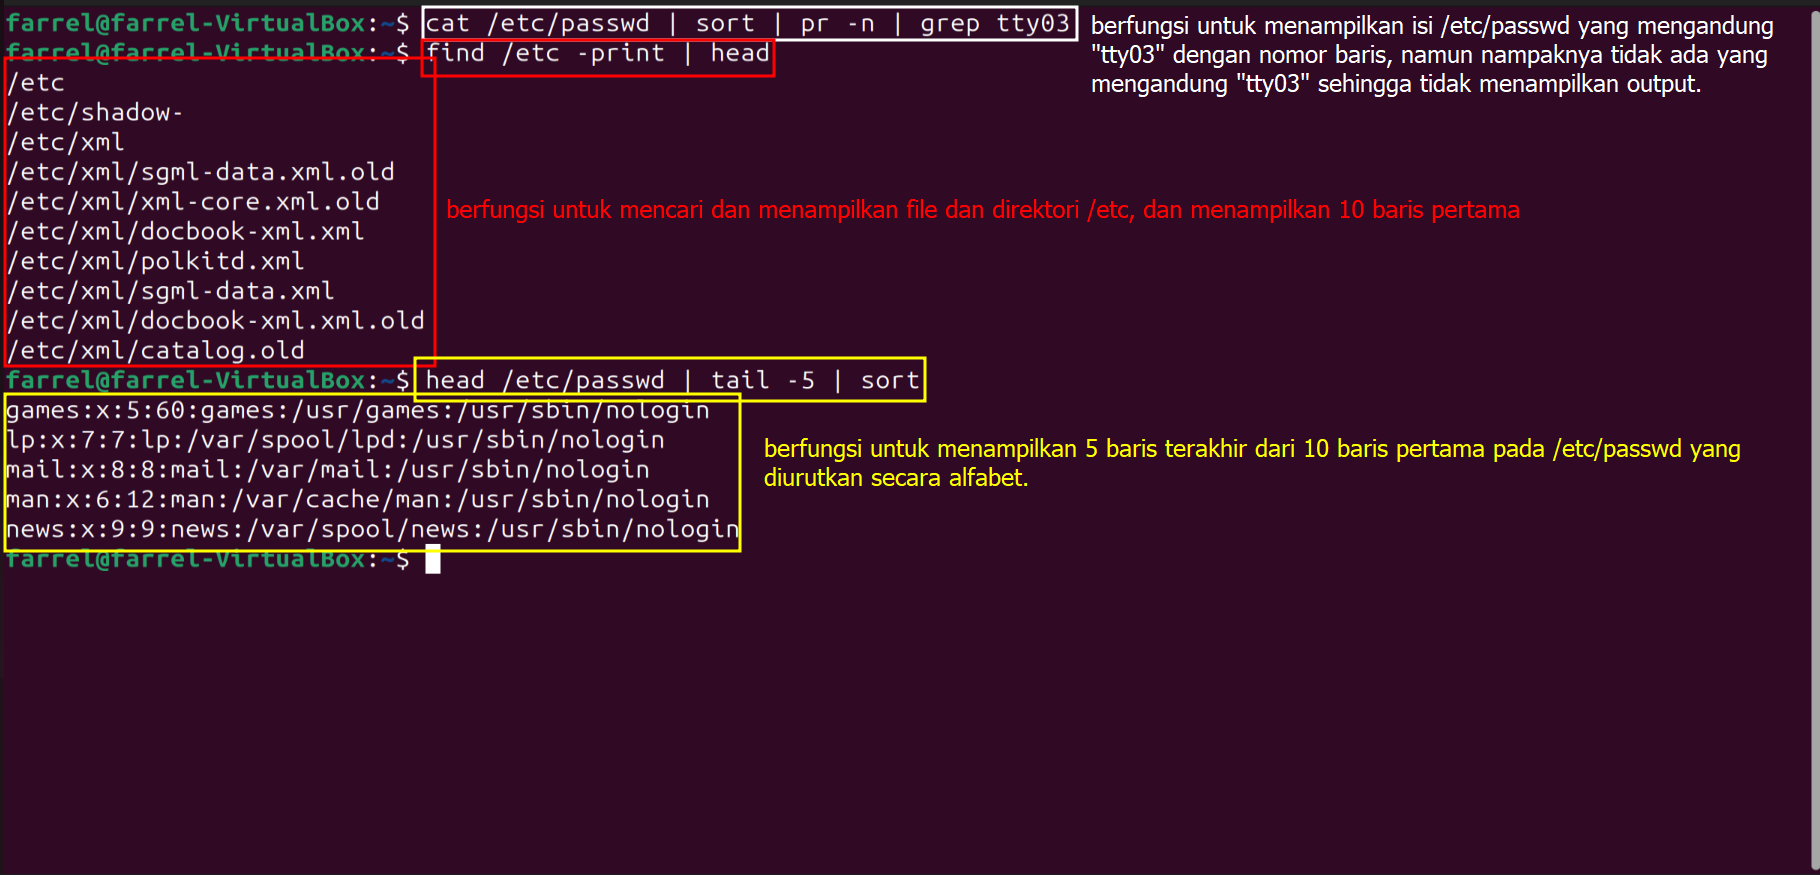 farrel@farrel-VirtualBox:~$ cat /etc/passwd | sort | pr -n | grep tty03
berfungsi untuk menampilkan isi /etc/passwd yang mengandung
"tty03" dengan nomor baris, namun nampaknya tidak ada yang
mengandung "tty03" sehingga tidak menampilkan output.
farrel@farrel-VirtualBox:~$ find /etc -print | head
/etc
/etc/shadow-
/etc/xml
/etc/xml/sgml-data.xml.old
/etc/xml/xml-core.xml.old
/etc/xml/docbook-xml.xml
/etc/xml/polkitd.xml
/etc/xml/sgml-data.xml
/etc/xml/docbook-xml.xml.old
/etc/xml/catalog.old
berfungsi untuk mencari dan menampilkan file dan direktori /etc, dan menampilkan 10 baris pertama
farrel@farrel-VirtualBox:~$ head /etc/passwd | tail -5 | sort
games:x:5:60:games:/usr/games:/usr/sbin/nologin
lp:x:7:7:lp:/var/spool/lpd:/usr/sbin/nologin
mail:x:8:8:mail:/var/mail:/usr/sbin/nologin
man:x:6:12:man:/var/cache/man:/usr/sbin/nologin
news:x:9:9:news:/var/spool/news:/usr/sbin/nologin
berfungsi untuk menampilkan 5 baris terakhir dari 10 baris pertama pada /etc/passwd yang
diurutkan secara alfabet.
farrel@farrel-VirtualBox:~$